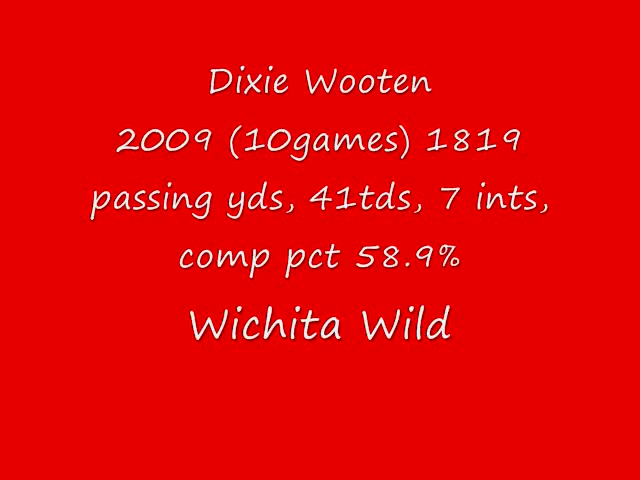 Dixie Wooten
2009 (10games) 1819
passing yds, 41tds, 7 ints,
comp pct 58.9%
Wichita Wild